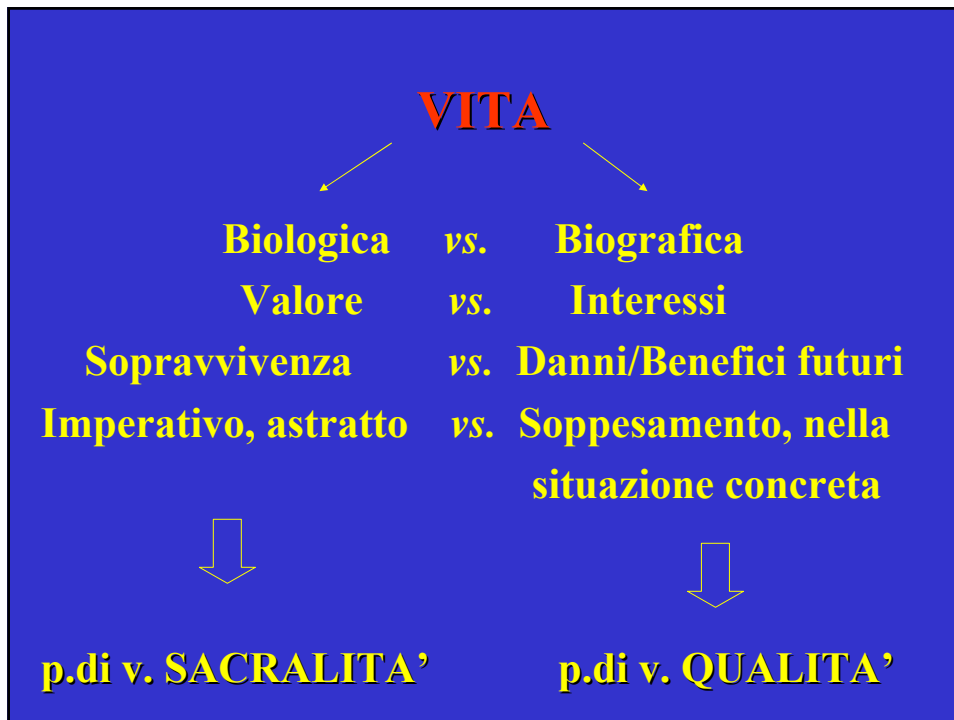 VITA
Biologica vs. Biografica
Valore vs. Interessi
Sopravvivenza vs. Danni/Benefici futuri
Imperativo, astratto vs. Soppesamento, nella
situazione concreta
p.di v. SACRALITA’ p.di v. QUALITA’